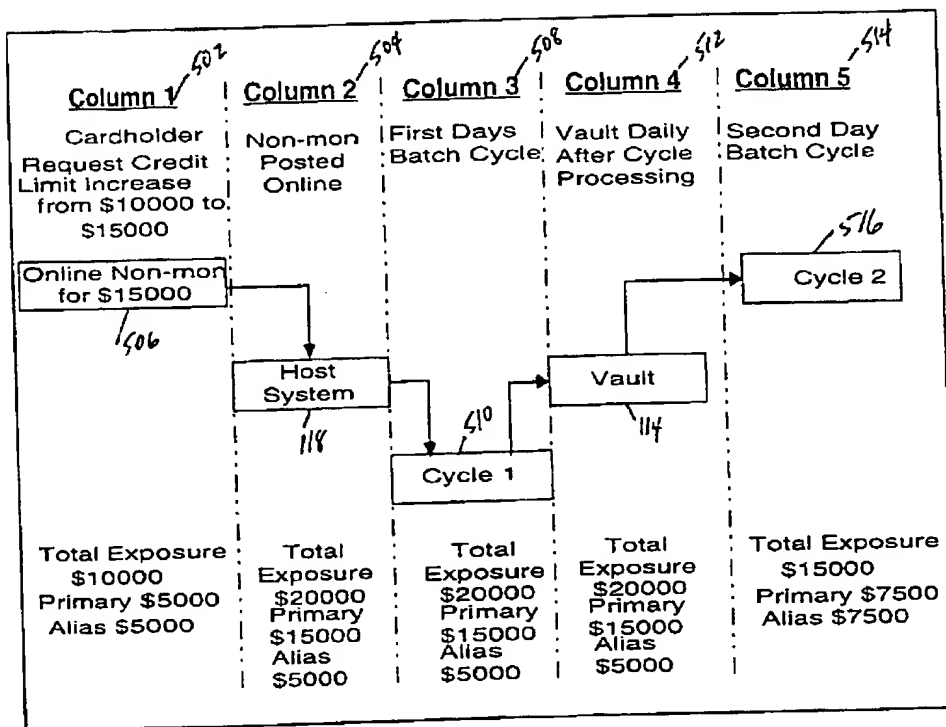 502
Column 1
Cardholder
Request Credit
Limit Increase
from $10000 to
$15000
Online Non-mon
for $15000
506
Total Exposure
$10000
Primary $5000
Alias $5000
504
Column 2
Non-mon
Posted
Online
Host
System
118
Total
Exposure
$20000
Primary
$15000
Alias
$5000
508
Column 3
First Days
Batch Cycle
510
Cycle 1
Total
Exposure
$20000
Primary
$15000
Alias
$5000
512
Column 4
Vault Daily
After Cycle
Processing
Vault
114
Total
Exposure
$20000
Primary
$15000
Alias
$5000
514
Column 5
Second Day
Batch Cycle
516
Cycle 2
Total Exposure
$15000
Primary $7500
Alias $7500